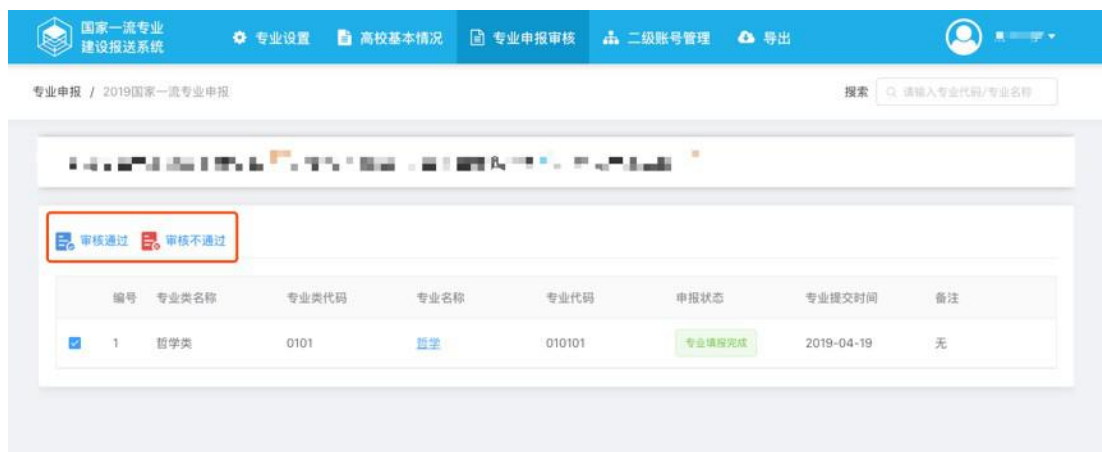 国家一流专业
建设报送系统
专业设置 高校基本情况 专业申报审核 二级账号管理 导出
专业申报 / 2019国家一流专业申报 搜索 请输入专业代码/专业名称
审核通过 审核不通过
编号 专业类名称 专业类代码 专业名称 专业代码 申报状态 专业提交时间 备注
1 哲学类 0101 哲学 010101 专业填报完成 2019-04-19 无